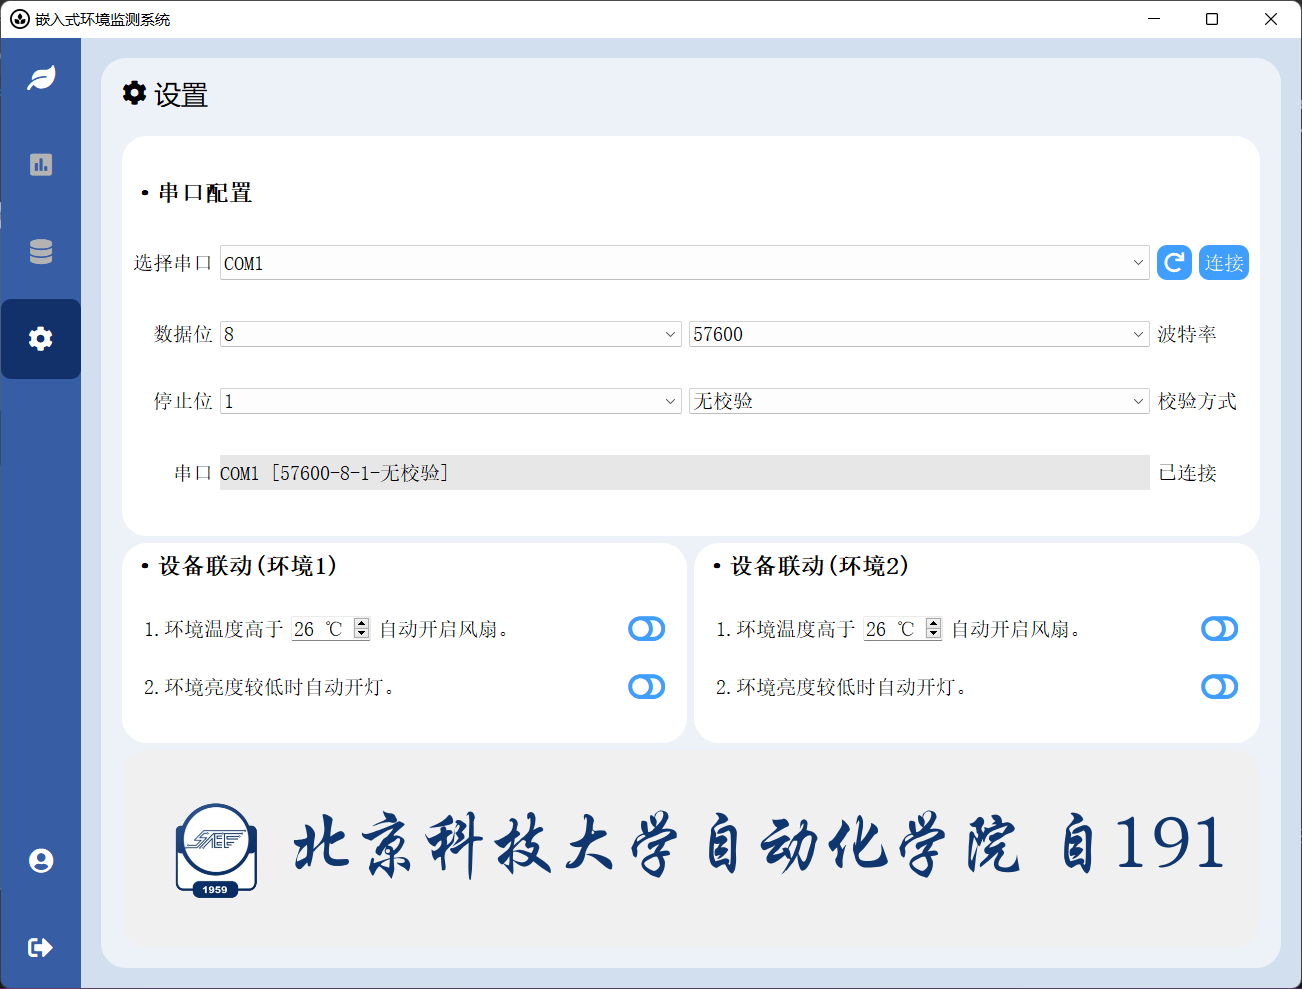 嵌入式环境监测系统
设置
• 串口配置
选择串口 COM1 连接
数据位 8 57600 波特率
停止位 1 无校验 校验方式
串口 COM1 [57600-8-1-无校验] 已连接
• 设备联动(环境1)
1.环境温度高于 26 ℃ 自动开启风扇。
2.环境亮度较低时自动开灯。
• 设备联动(环境2)
1.环境温度高于 26 ℃ 自动开启风扇。
2.环境亮度较低时自动开灯。
SAEE
1959
北京科技大学自动化学院 自191